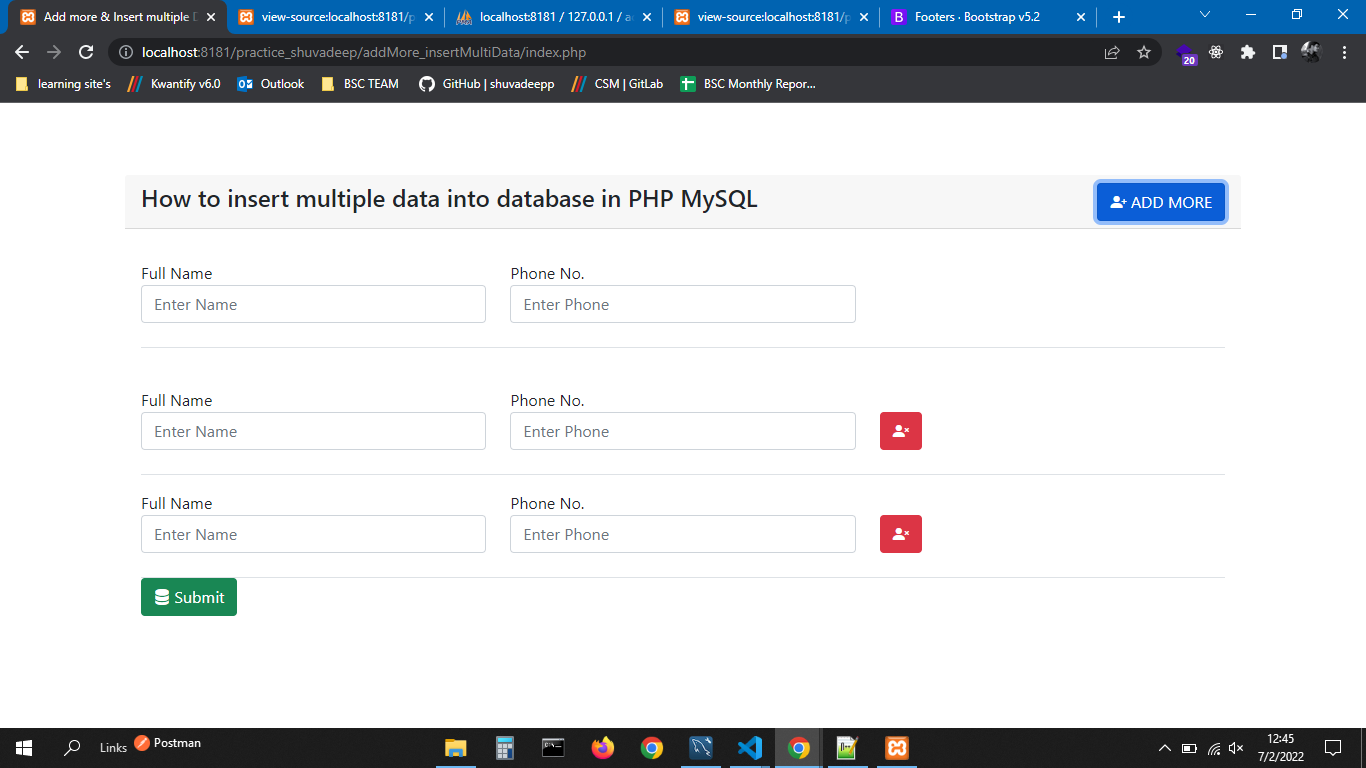 Add more & Insert multiple D
view-source:localhost:8181/p
localhost:8181 / 127.0.0.1 / a
view-source:localhost:8181/p
B Footers · Bootstrap v5.2
localhost:8181/practice_shuvadeep/addMore_insertMultiData/index.php
20
learning site's
Kwantify v6.0
Outlook
BSC TEAM
GitHub | shuvadeepp
CSM | GitLab
BSC Monthly Repor...
How to insert multiple data into database in PHP MySQL
ADD MORE
Full Name
Phone No.
Enter Name
Enter Phone
Full Name
Phone No.
Enter Name
Enter Phone
Full Name
Phone No.
Enter Name
Enter Phone
Submit
Links
Postman
12:45
7/2/2022